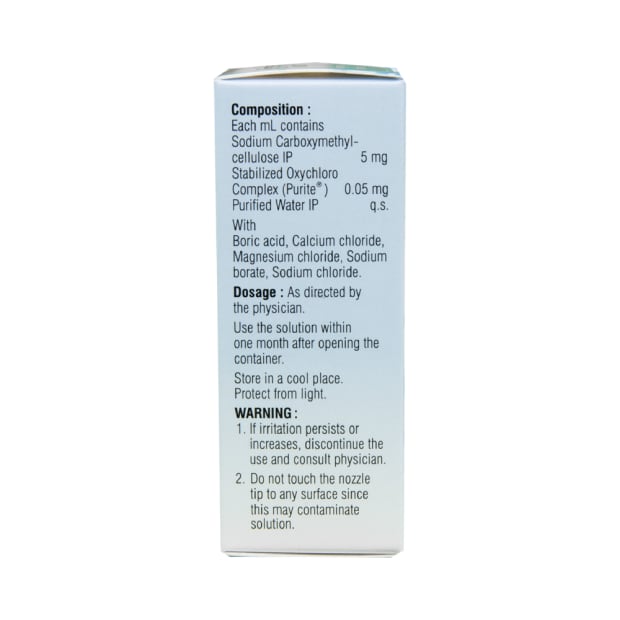 Composition :
Each mL contains
Sodium Carboxymethyl-
cellulose IP 5 mg
Stabilized Oxychloro
Complex (Purite®) 0.05 mg
Purified Water IP q.s.
With
Boric acid, Calcium chloride,
Magnesium chloride, Sodium
borate, Sodium chloride.
Dosage : As directed by
the physician.
Use the solution within
one month after opening the
container.
Store in a cool place.
Protect from light.
WARNING :
1. If irritation persists or
increases, discontinue the
use and consult physician.
2. Do not touch the nozzle
tip to any surface since
this may contaminate
solution.